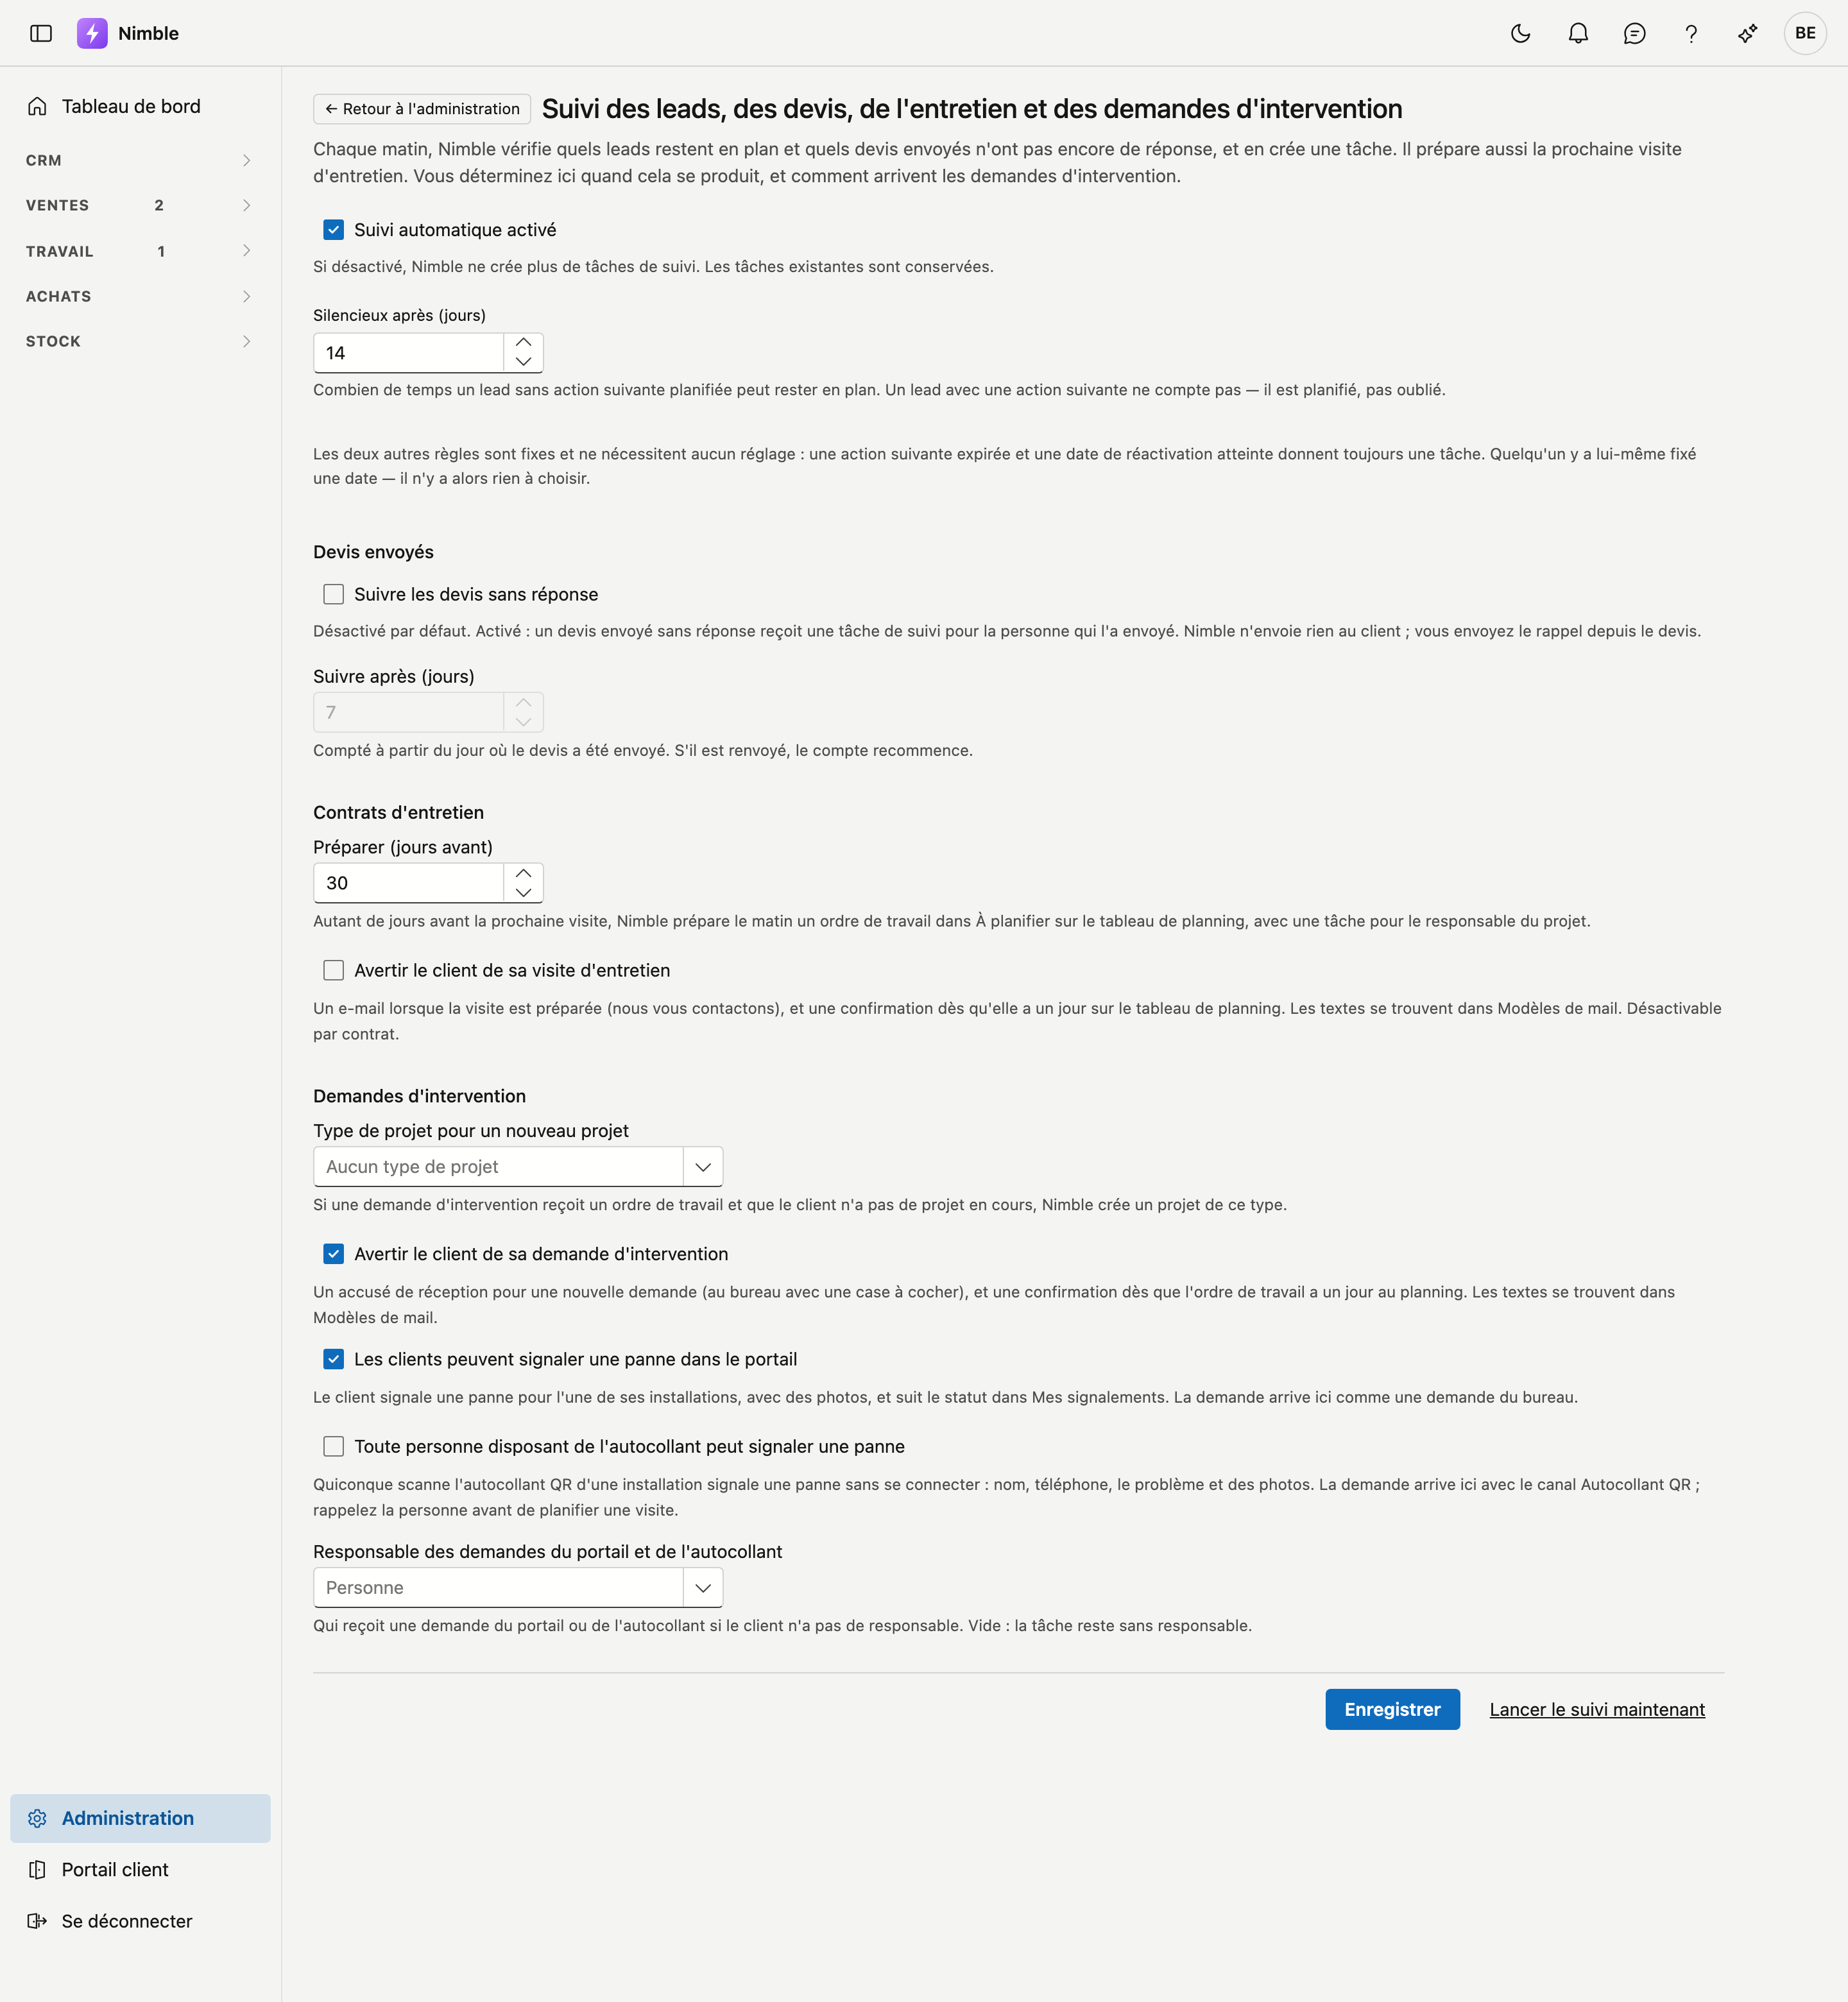 Nimble
BE
Tableau de bord
CRM
VENTES 2
TRAVAIL 1
ACHATS
STOCK
← Retour à l'administration
Suivi des leads, des devis, de l'entretien et des demandes d'intervention
Chaque matin, Nimble vérifie quels leads restent en plan et quels devis envoyés n'ont pas encore de réponse, et en crée une tâche. Il prépare aussi la prochaine visite
d'entretien. Vous déterminez ici quand cela se produit, et comment arrivent les demandes d'intervention.
Suivi automatique activé
Si désactivé, Nimble ne crée plus de tâches de suivi. Les tâches existantes sont conservées.
Silencieux après (jours)
14
Combien de temps un lead sans action suivante planifiée peut rester en plan. Un lead avec une action suivante ne compte pas — il est planifié, pas oublié.
Les deux autres règles sont fixes et ne nécessitent aucun réglage : une action suivante expirée et une date de réactivation atteinte donnent toujours une tâche. Quelqu'un y a lui-même fixé
une date — il n'y a alors rien à choisir.
Devis envoyés
Suivre les devis sans réponse
Désactivé par défaut. Activé : un devis envoyé sans réponse reçoit une tâche de suivi pour la personne qui l'a envoyé. Nimble n'envoie rien au client ; vous envoyez le rappel depuis le devis.
Suivre après (jours)
7
Compté à partir du jour où le devis a été envoyé. S'il est renvoyé, le compte recommence.
Contrats d'entretien
Préparer (jours avant)
30
Autant de jours avant la prochaine visite, Nimble prépare le matin un ordre de travail dans À planifier sur le tableau de planning, avec une tâche pour le responsable du projet.
Avertir le client de sa visite d'entretien
Un e-mail lorsque la visite est préparée (nous vous contactons), et une confirmation dès qu'elle a un jour sur le tableau de planning. Les textes se trouvent dans Modèles de mail. Désactivable
par contrat.
Demandes d'intervention
Type de projet pour un nouveau projet
Aucun type de projet
Si une demande d'intervention reçoit un ordre de travail et que le client n'a pas de projet en cours, Nimble crée un projet de ce type.
Avertir le client de sa demande d'intervention
Un accusé de réception pour une nouvelle demande (au bureau avec une case à cocher), et une confirmation dès que l'ordre de travail a un jour au planning. Les textes se trouvent dans
Modèles de mail.
Les clients peuvent signaler une panne dans le portail
Le client signale une panne pour l'une de ses installations, avec des photos, et suit le statut dans Mes signalements. La demande arrive ici comme une demande du bureau.
Toute personne disposant de l'autocollant peut signaler une panne
Quiconque scanne l'autocollant QR d'une installation signale une panne sans se connecter : nom, téléphone, le problème et des photos. La demande arrive ici avec le canal Autocollant QR ;
rappelez la personne avant de planifier une visite.
Responsable des demandes du portail et de l'autocollant
Personne
Qui reçoit une demande du portail ou de l'autocollant si le client n'a pas de responsable. Vide : la tâche reste sans responsable.
Enregistrer
Lancer le suivi maintenant
Administration
Portail client
Se déconnecter